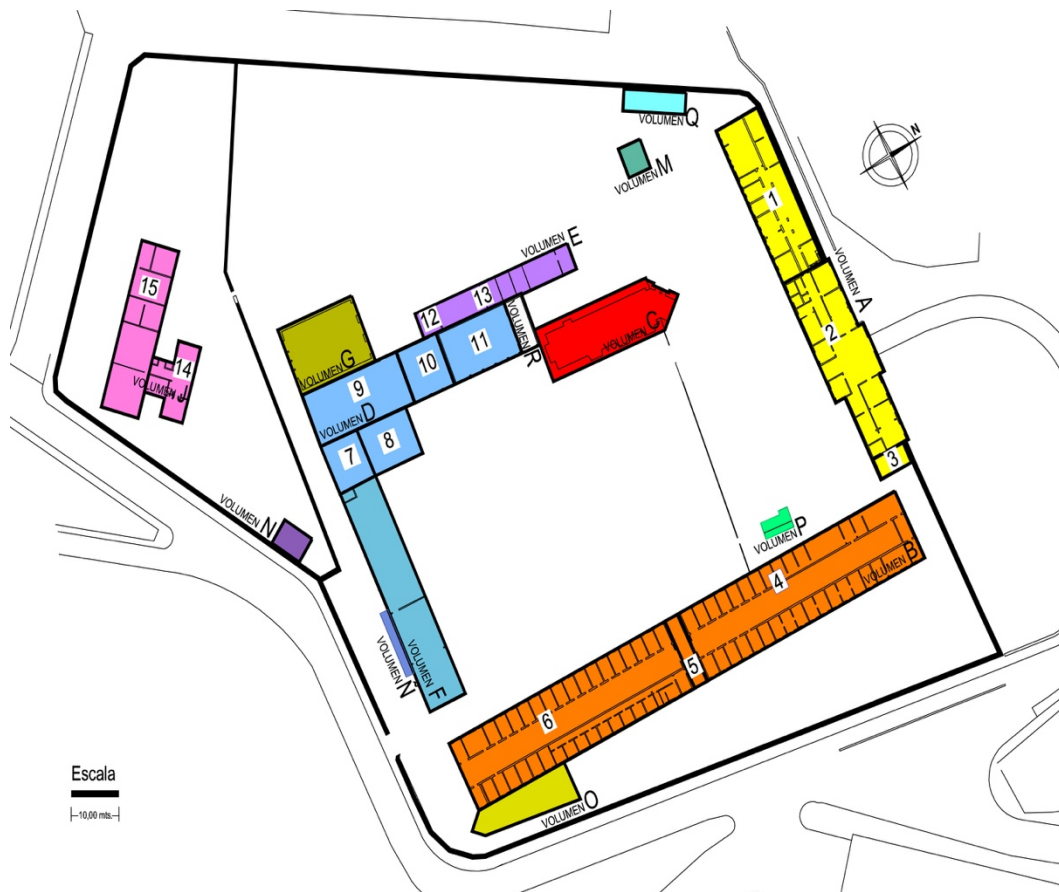 VOLUMEN Q
VOLUMEN M
N
1
VOLUMEN A
2
3
VOLUMEN E
13
12
VOLUMEN R
VOLUMEN C
VOLUMEN G
11
10
9
VOLUMEN D
8
7
15
14
VOLUMEN J
VOLUMEN N
VOLUMEN P
4
VOLUMEN B
5
6
VOLUMEN Ñ
VOLUMEN F
VOLUMEN O
Escala
10,00 mts.